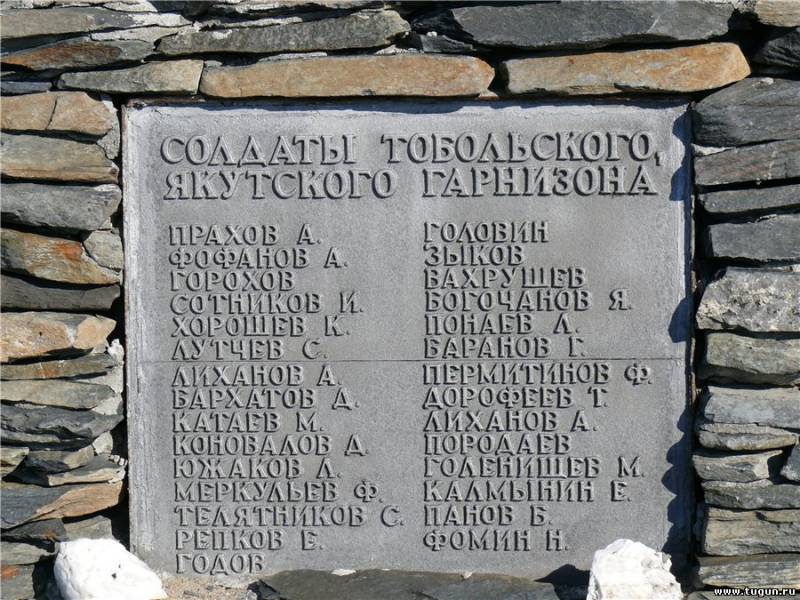 СОЛДАТЫ ТОБОЛЬСКОГО,
ЯКУТСКОГО ГАРНИЗОНА
ПРАХОВ А.
ФОФАНОВ А.
ГОРОХОВ
СОТНИКОВ И.
ХОРОШЕВ К.
ЛУТЧЕВ С.
ЛИХАНОВ А.
БАРХАТОВ Д.
КАТАЕВ М.
КОНОВАЛОВ Д.
ЮЖАКОВ Л.
МЕРКУЛЬЕВ Ф.
ТЕЛЯТНИКОВ С.
РЕПКОВ Е.
ГОДОВ
ГОЛОВИН
ЗЫКОВ
ВАХРУШЕВ
БОГОЧАНОВ Я.
ПОНАЕВ Л.
БАРАНОВ Г.
ПЕРМИТИНОВ Ф.
ДОРОФЕЕВ Т.
ЛИХАНОВ А.
ПОРОДАЕВ
ГОЛЕНИЩЕВ М.
КАЛМЫНИН Е.
ПАНОВ Б.
ФОМИН Н.
www.tugun.ru